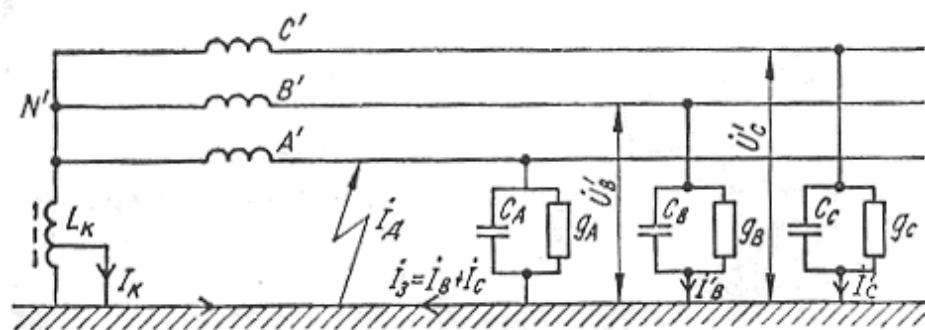 C'
N'
B'
A'
U̇'_B
U̇'_C
L_K
I_K
İ_Д
C_A
g_A
C_B
g_B
C_C
g_C
İ_З=İ_B+İ_C
İ'_B
İ'_C